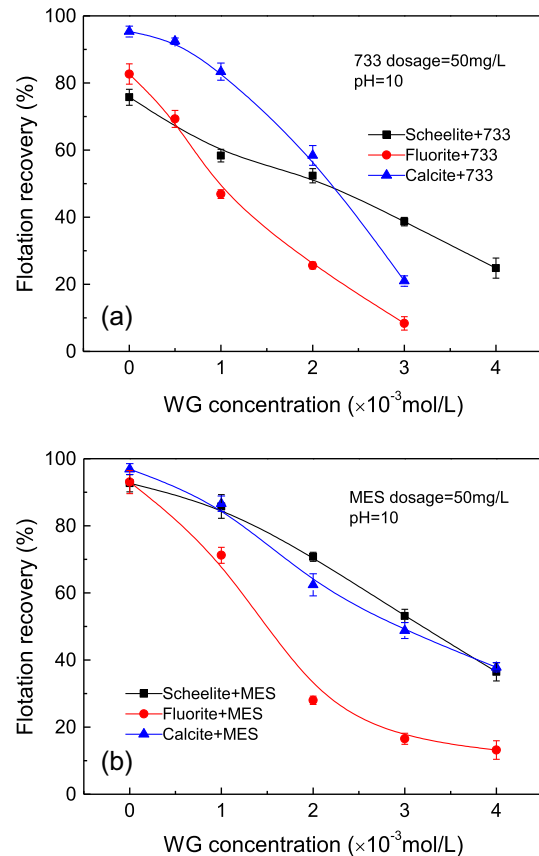 100
80
60
40
20
0
Flotation recovery (%)
733 dosage=50mg/L
pH=10
Scheelite+733
Fluorite+733
Calcite+733
(a)
0 1 2 3 4
WG concentration (×10⁻³mol/L)
100
80
60
40
20
0
Flotation recovery (%)
MES dosage=50mg/L
pH=10
Scheelite+MES
Fluorite+MES
Calcite+MES
(b)
0 1 2 3 4
WG concentration (×10⁻³mol/L)